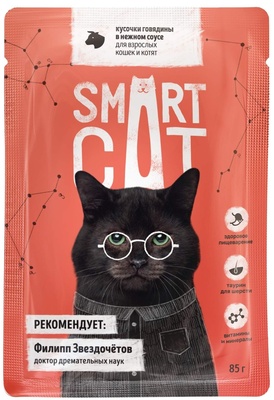 кусочки говядины
в нежном соусе
для взрослых
кошек и котят
SMART
CAT
здоровое
пищеварение
таурин
для шерсти
витамины
и минералы
РЕКОМЕНДУЕТ:
Филипп Звездочётов
доктор дремательных наук
85 г